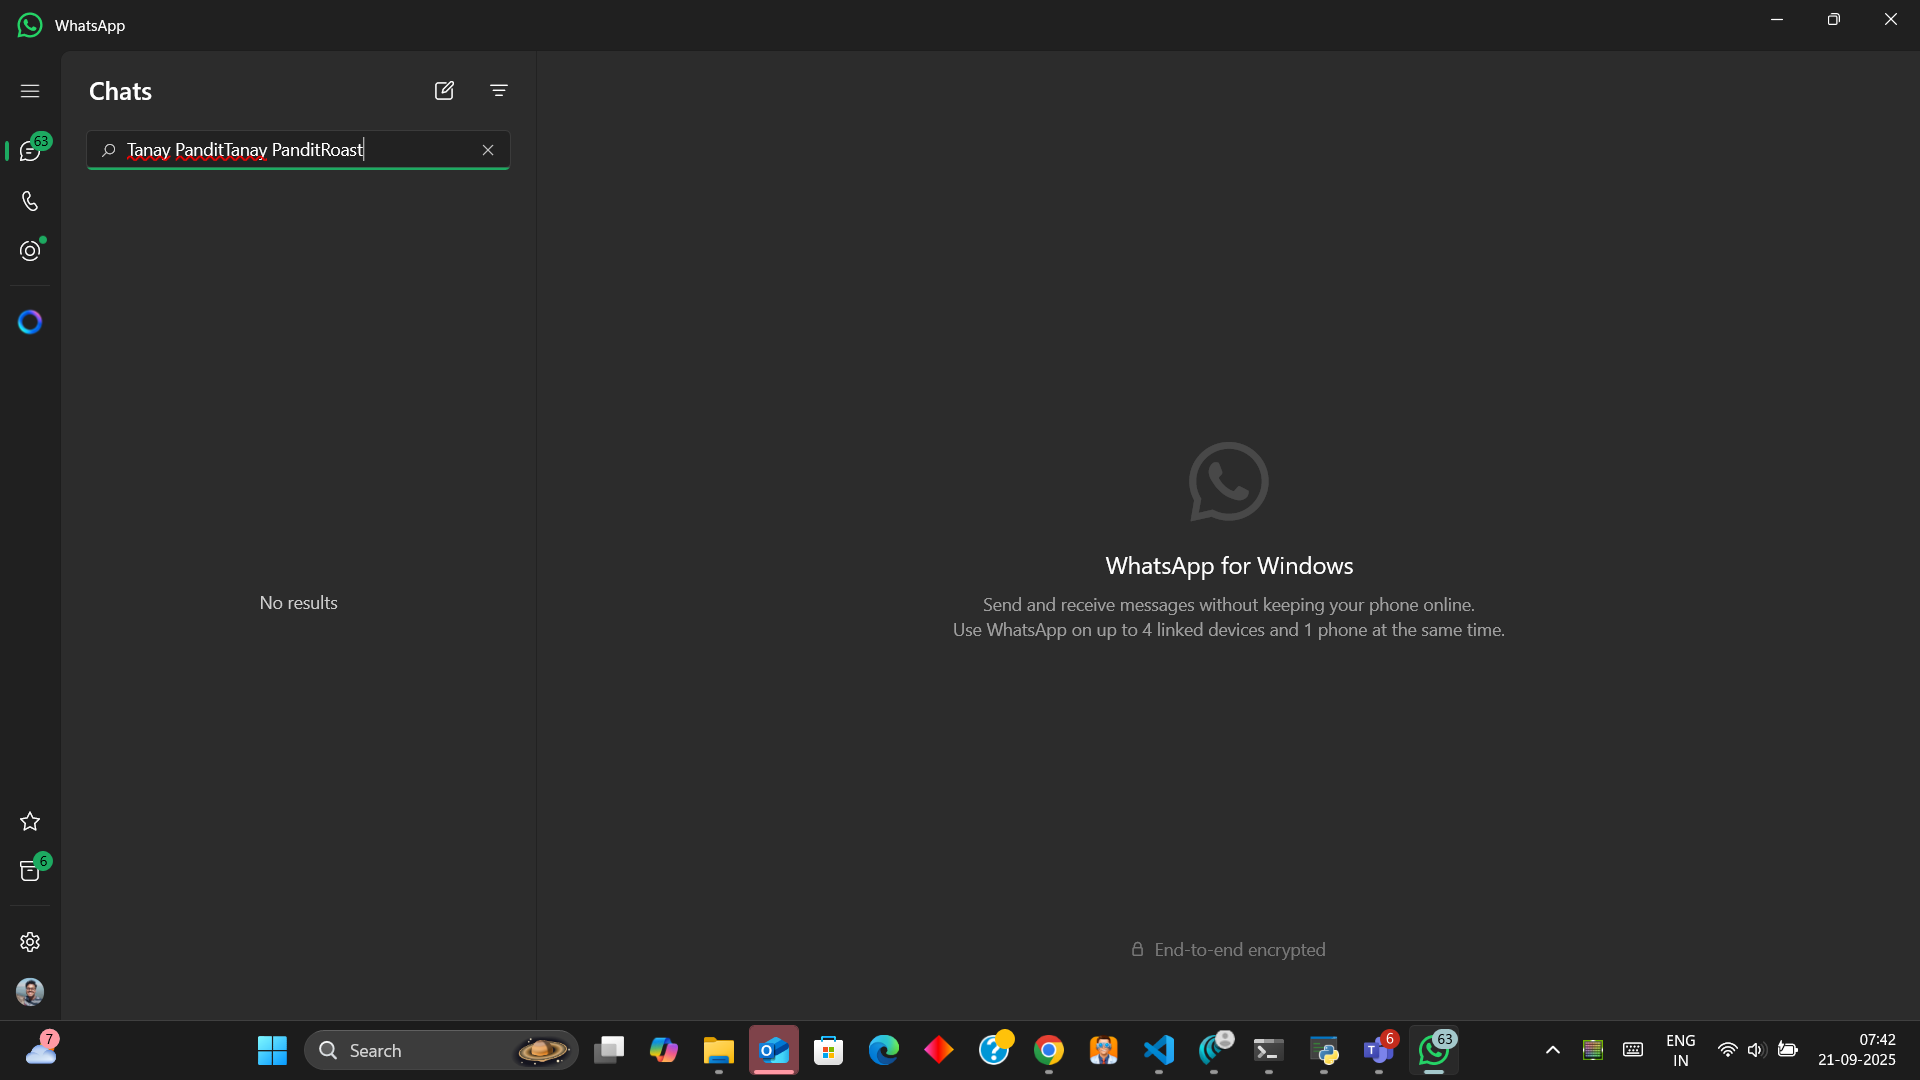 WhatsApp
Chats
63
Tanay PanditTanay PanditRoast
No results
WhatsApp for Windows
Send and receive messages without keeping your phone online.
Use WhatsApp on up to 4 linked devices and 1 phone at the same time.
6
End-to-end encrypted
7
Search
6
63
ENG
IN
07:42
21-09-2025